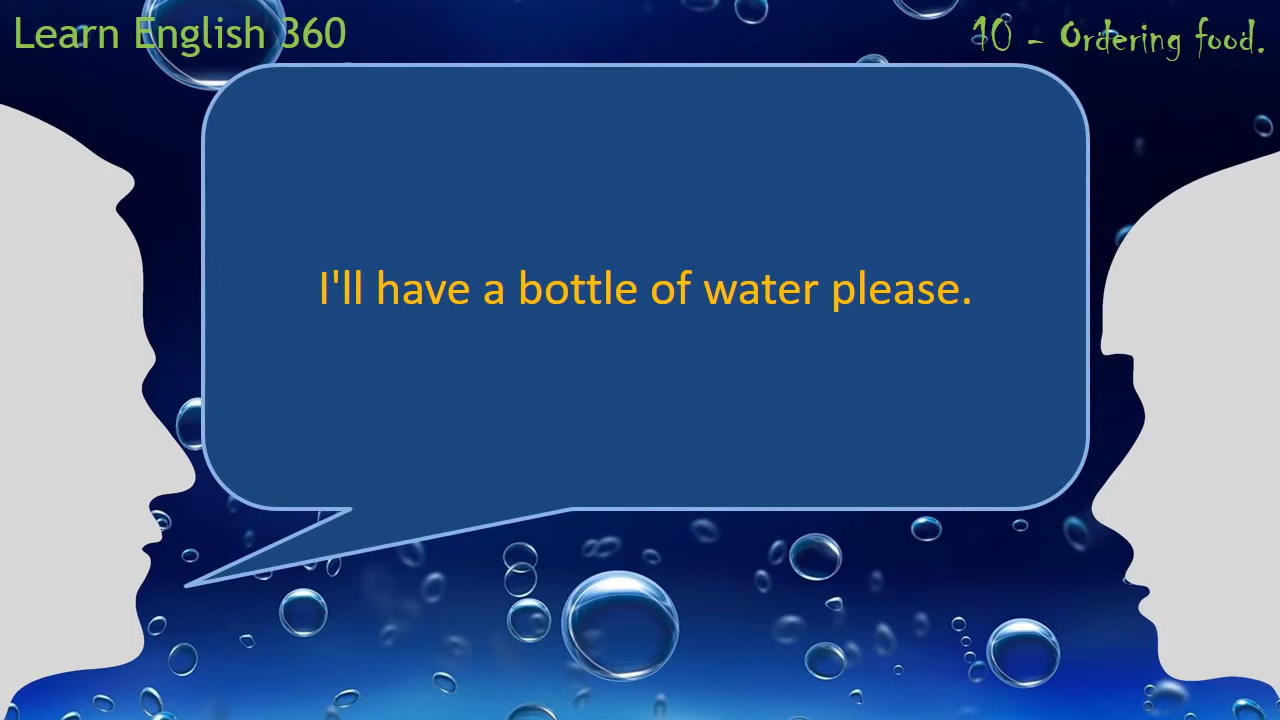 Learn English 360
10 - Ordering food.
I'll have a bottle of water please.